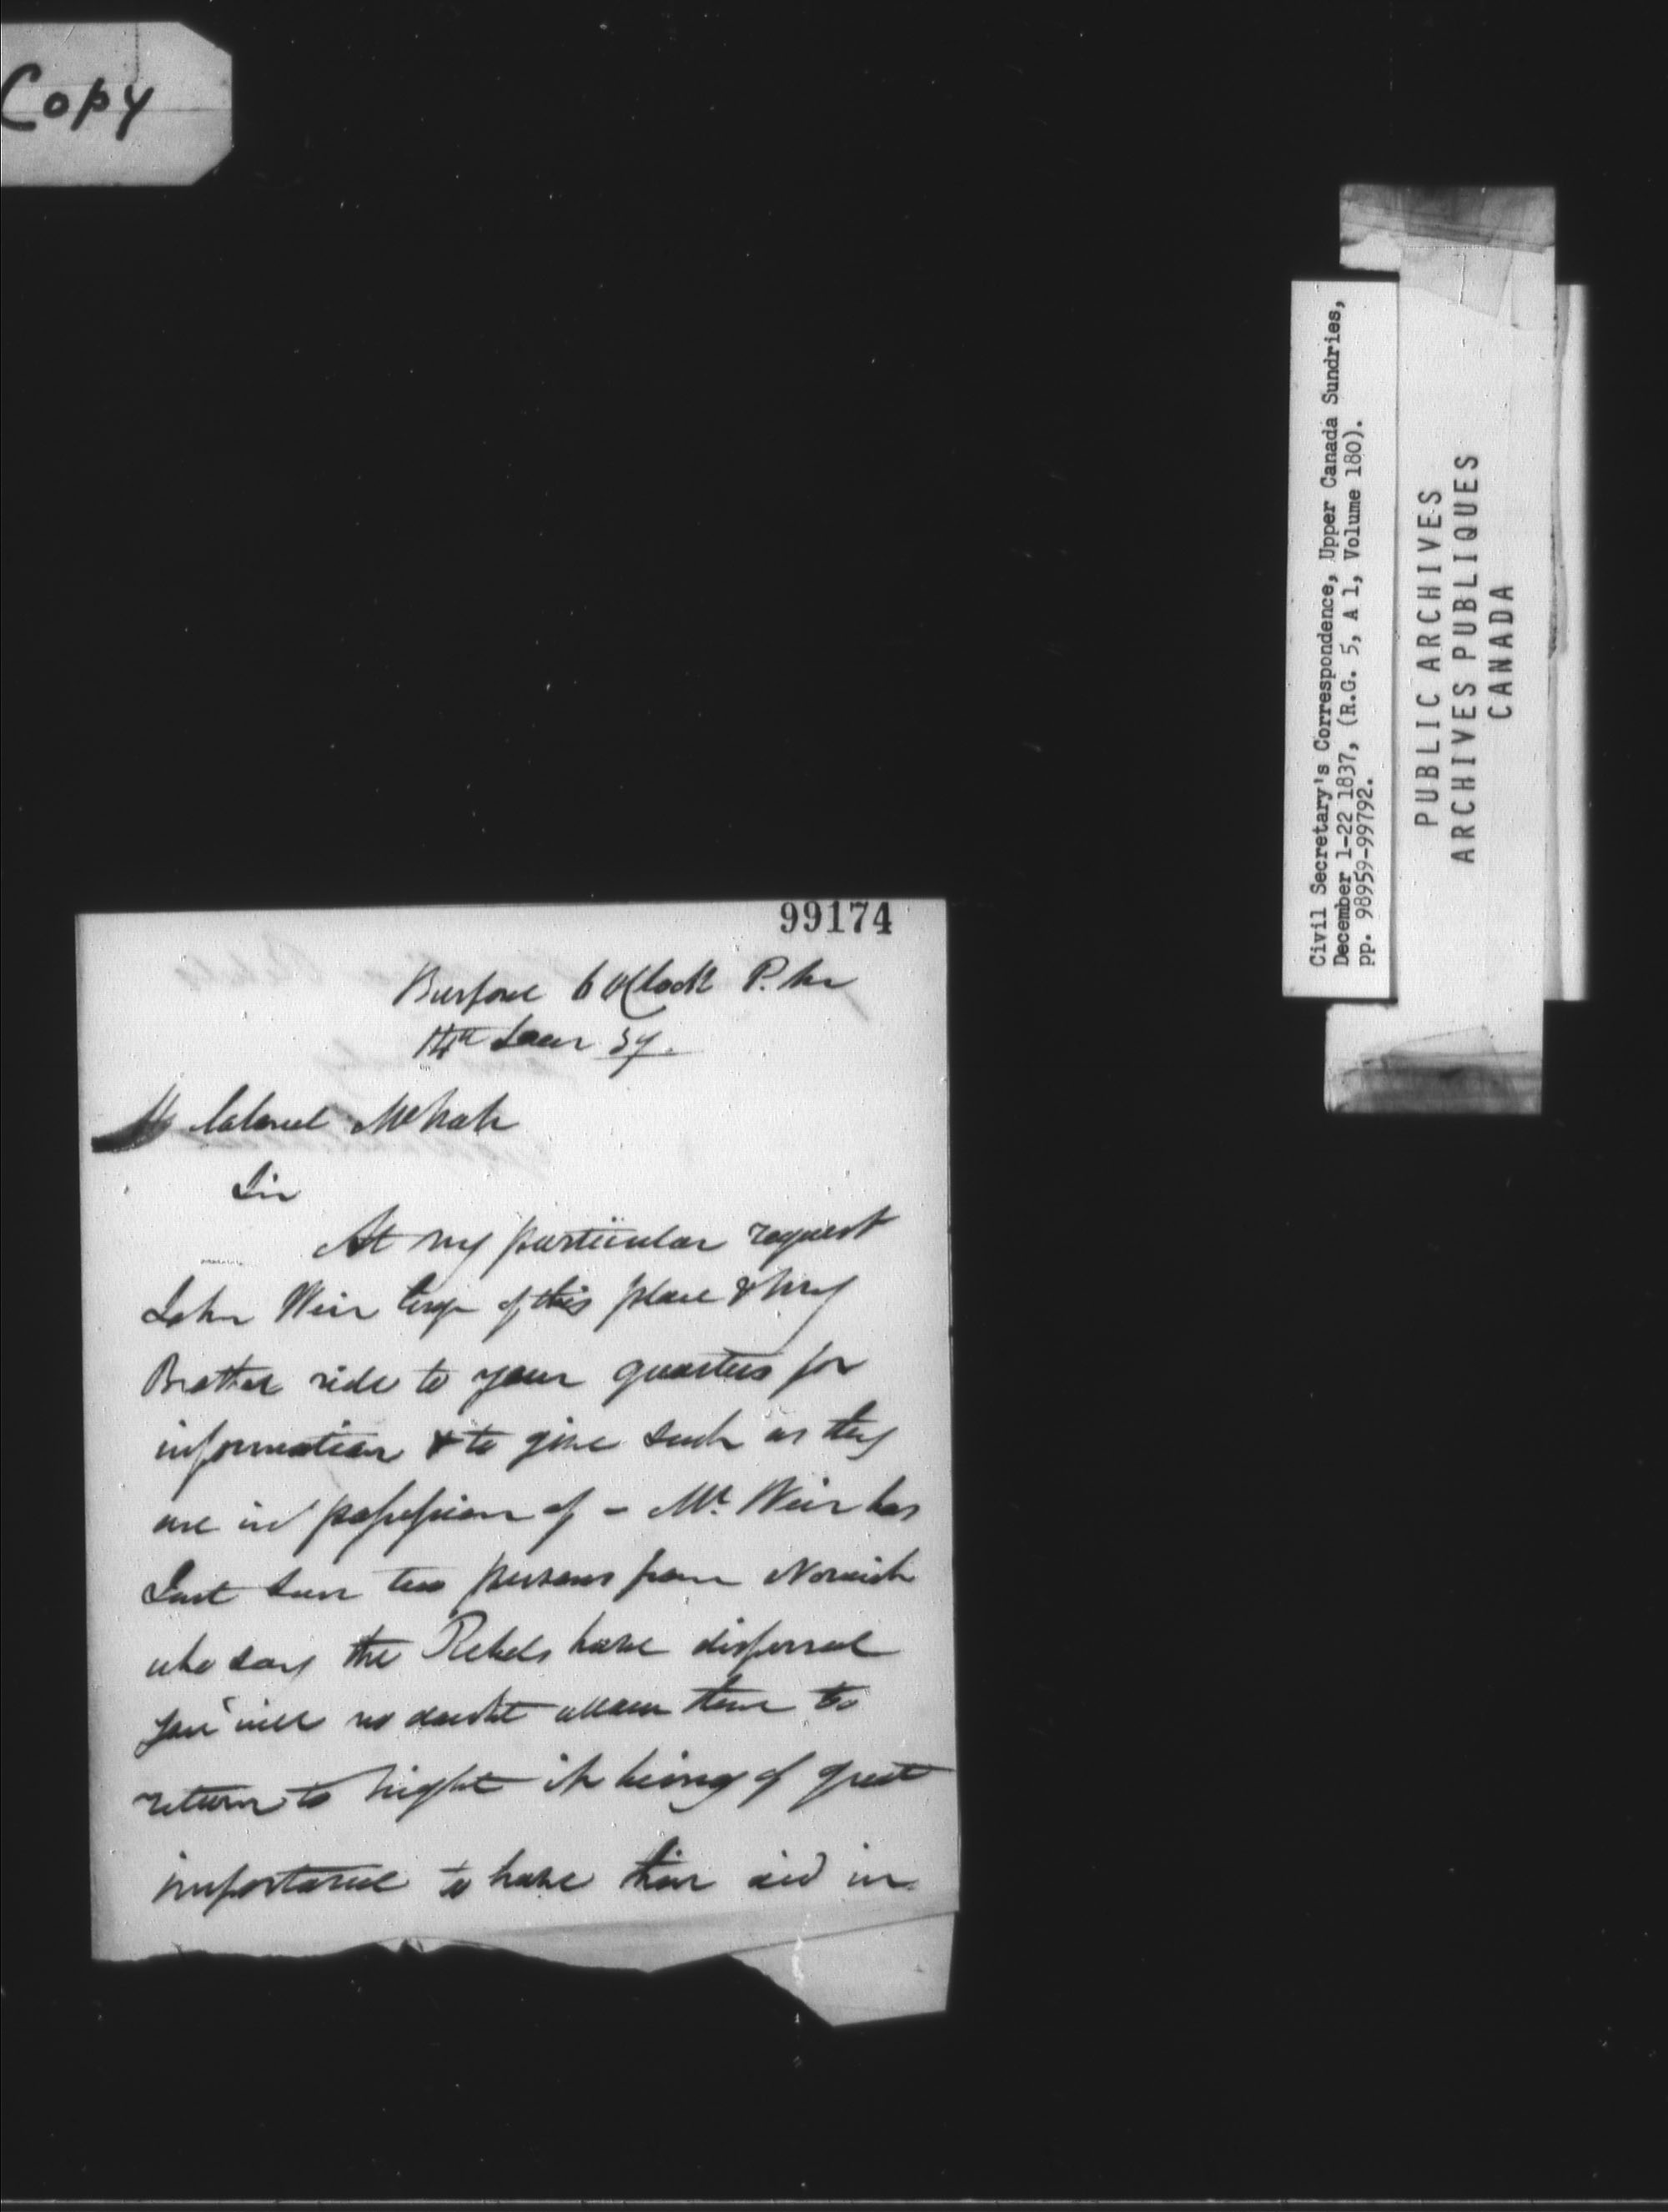 Copy
Civil Secretary's Correspondence, Upper Canada Sundries,
December 1-22 1837, (R.G. 5, A 1, Volume 180).
pp. 98959-99792.
PUBLIC ARCHIVES
ARCHIVES PUBLIQUES
CANADA
99174
Burford 6 OClock P.M
14th Decr 37.
Colonel McNab
Sir
At my particular request
John Weir Esqr of this place & my
Brother ride to your quarters for
information & to give such as they
are in possession of - Mr. Weir has
Just seen two persons from Norwich
who say the Rebels have dispersed
you will no doubt allow them to
return to night it being of great
importance to have their aid in